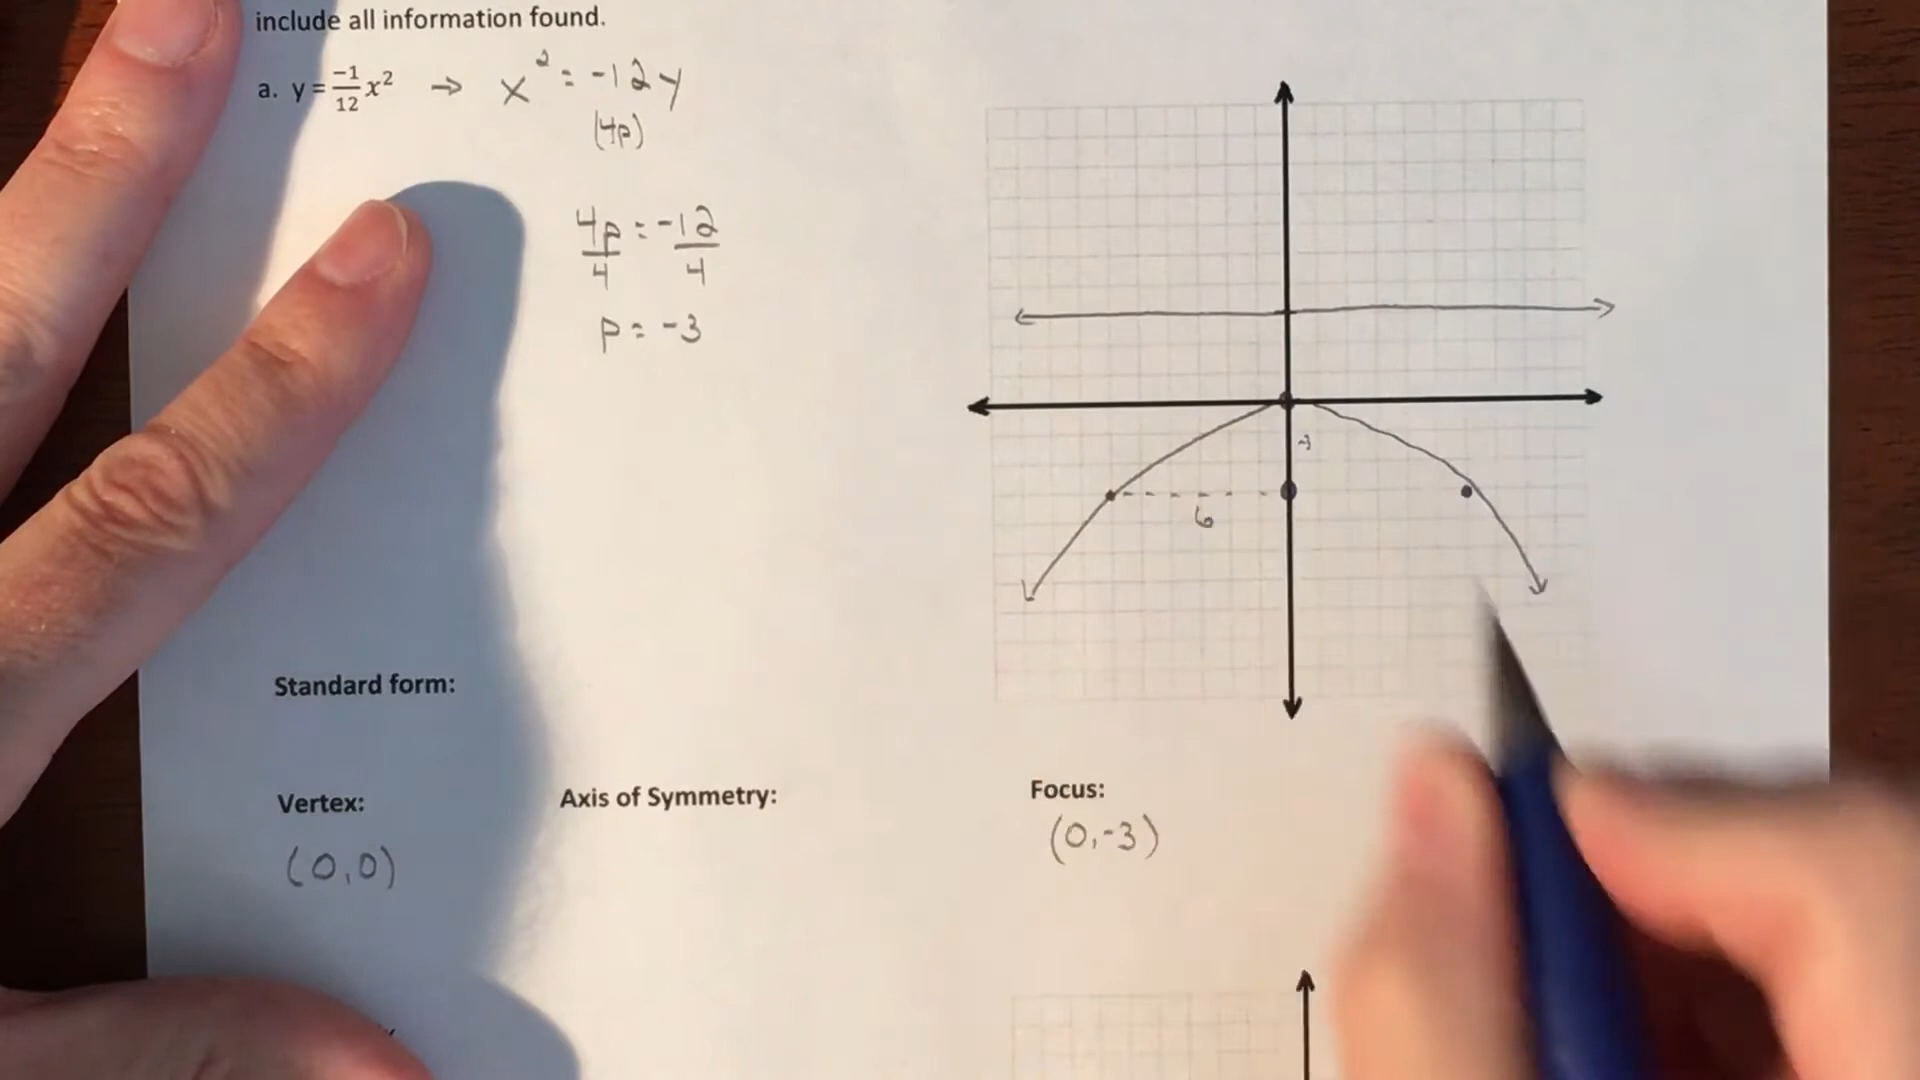 include all information found.
a. y = -1/12 x² → x² = -12y
(4p)
4p/4 = -12/4
p = -3
-3
6
Standard form:
Vertex:
Axis of Symmetry:
Focus:
(0,0)
(0,-3)